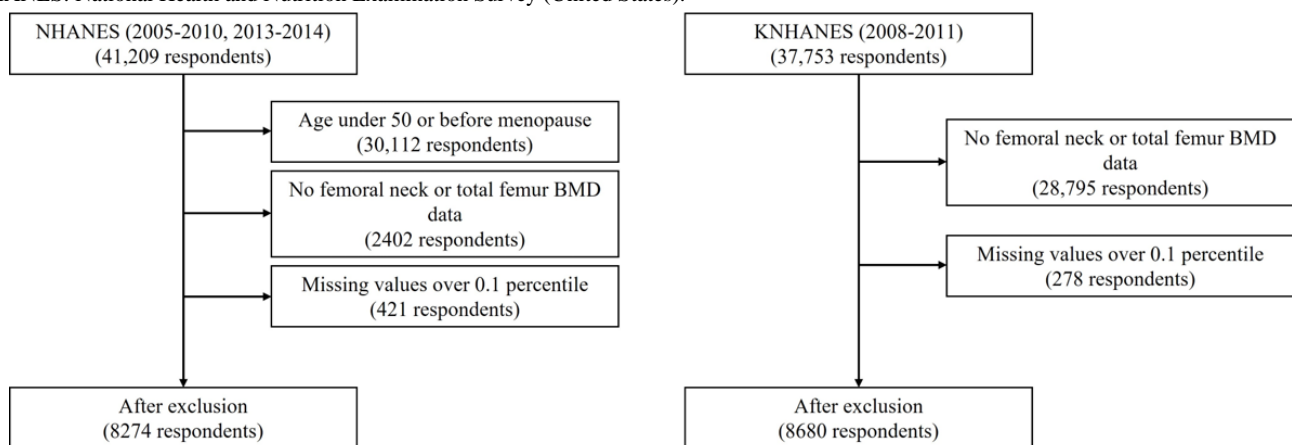 NHANES: National Health and Nutrition Examination Survey (United States).
NHANES (2005-2010, 2013-2014)
(41,209 respondents)
Age under 50 or before menopause
(30,112 respondents)
No femoral neck or total femur BMD
data
(2402 respondents)
Missing values over 0.1 percentile
(421 respondents)
After exclusion
(8274 respondents)
KNHANES (2008-2011)
(37,753 respondents)
No femoral neck or total femur BMD
data
(28,795 respondents)
Missing values over 0.1 percentile
(278 respondents)
After exclusion
(8680 respondents)